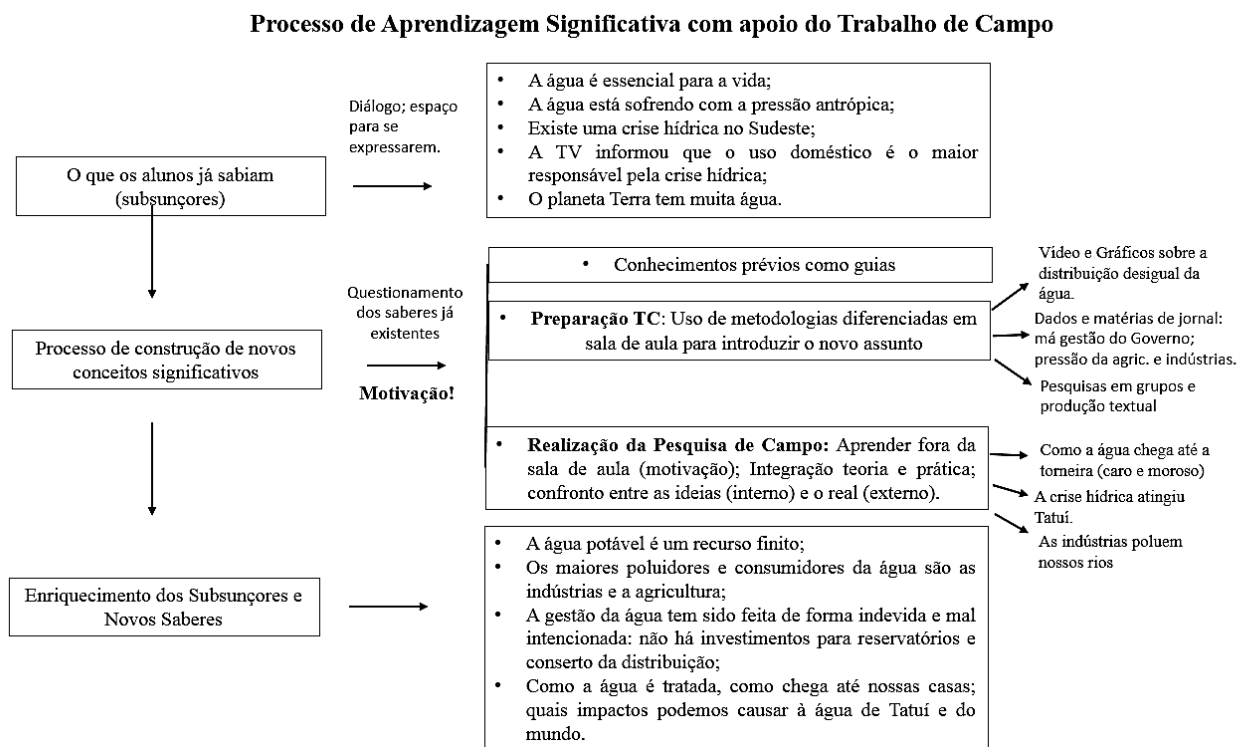 Processo de Aprendizagem Significativa com apoio do Trabalho de Campo
O que os alunos já sabiam
(subsunçores)
Diálogo; espaço
para se
expressarem.
• A água é essencial para a vida;
• A água está sofrendo com a pressão antrópica;
• Existe uma crise hídrica no Sudeste;
• A TV informou que o uso doméstico é o maior
responsável pela crise hídrica;
• O planeta Terra tem muita água.
Processo de construção de novos
conceitos significativos
Questionamento
dos saberes já
existentes
Motivação!
• Conhecimentos prévios como guias
• Preparação TC: Uso de metodologias diferenciadas em
sala de aula para introduzir o novo assunto
Vídeo e Gráficos sobre a
distribuição desigual da
água.
Dados e matérias de jornal:
má gestão do Governo;
pressão da agric. e indústrias.
Pesquisas em grupos e
produção textual
• Realização da Pesquisa de Campo: Aprender fora da
sala de aula (motivação); Integração teoria e prática;
confronto entre as ideias (interno) e o real (externo).
Como a água chega até a
torneira (caro e moroso)
A crise hídrica atingiu
Tatuí.
As indústrias poluem
nossos rios
Enriquecimento dos Subsunçores e
Novos Saberes
• A água potável é um recurso finito;
• Os maiores poluidores e consumidores da água são as
indústrias e a agricultura;
• A gestão da água tem sido feita de forma indevida e mal
intencionada: não há investimentos para reservatórios e
conserto da distribuição;
• Como a água é tratada, como chega até nossas casas;
quais impactos podemos causar à água de Tatuí e do
mundo.